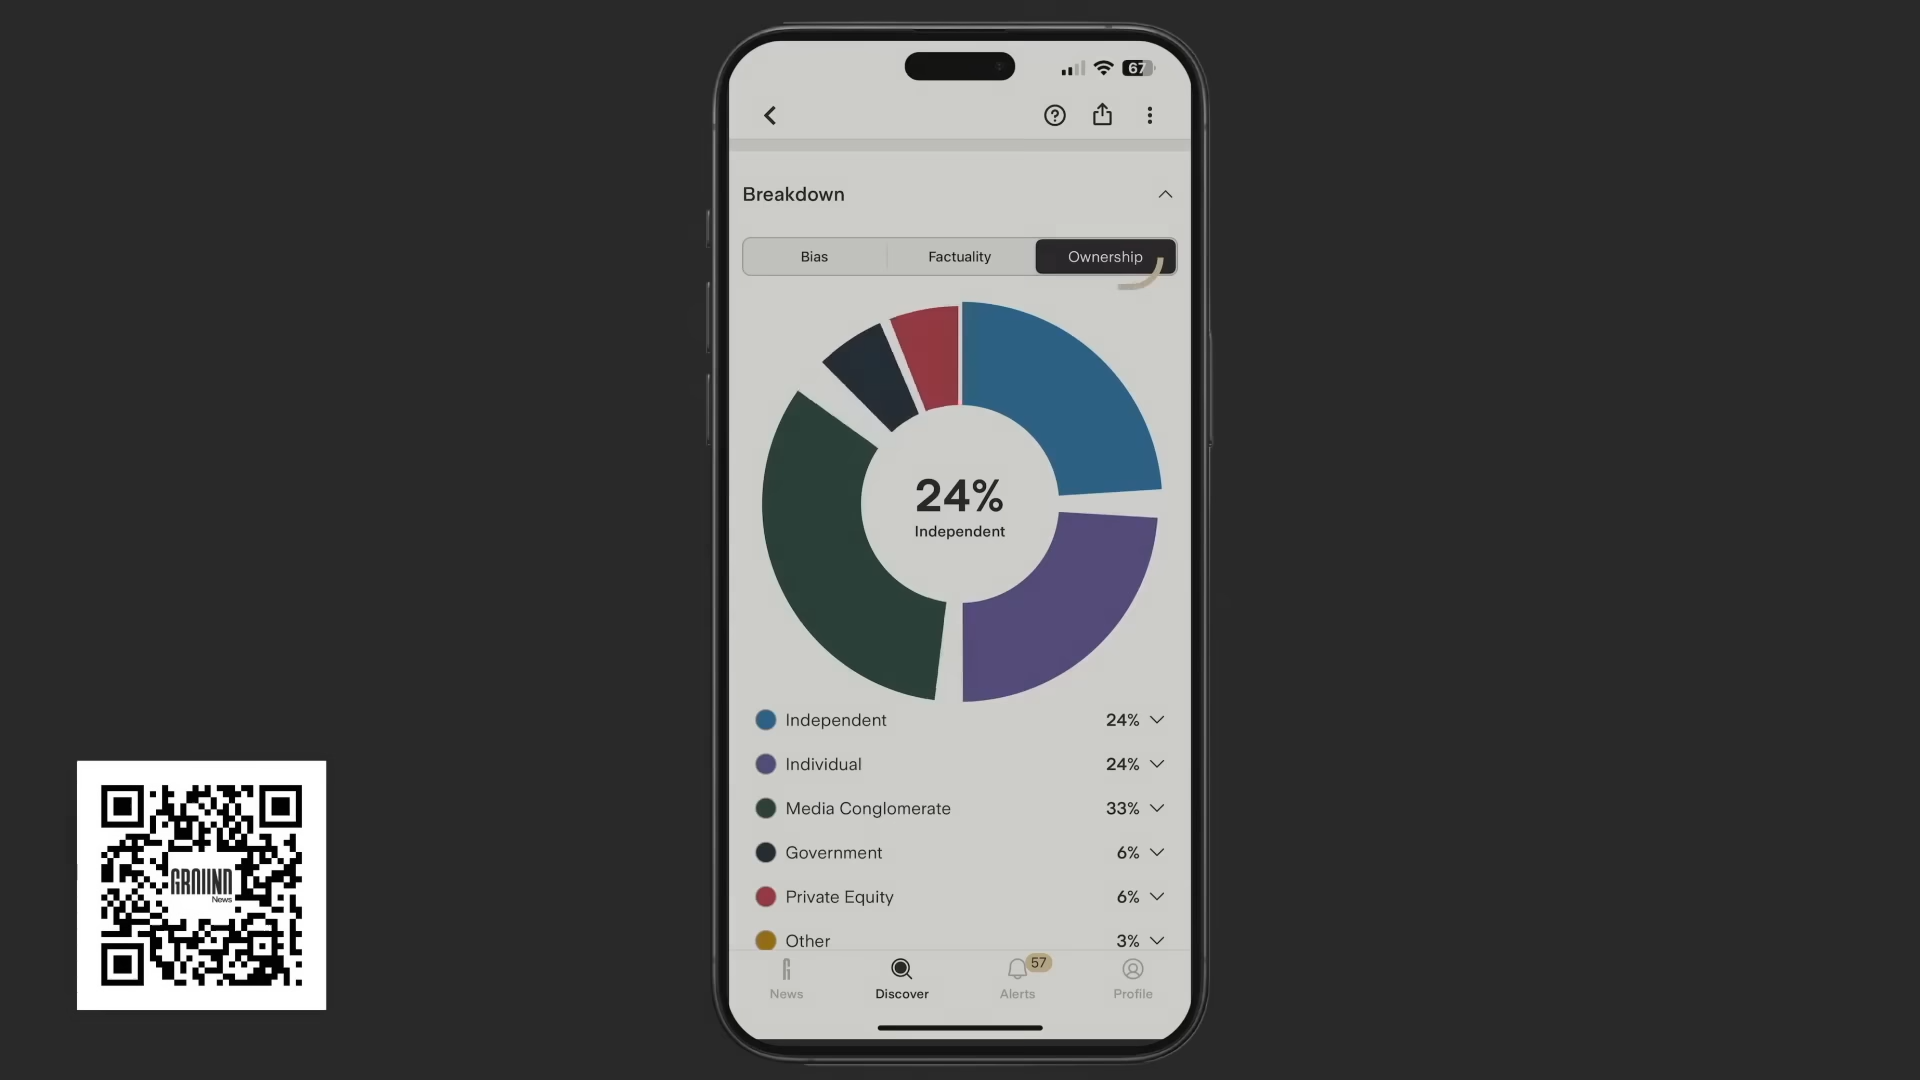 67
Breakdown
Bias
Factuality
Ownership
24%
Independent
Independent 24%
Individual 24%
Media Conglomerate 33%
Government 6%
Private Equity 6%
Other 3%
GROUND
News
57
News
Discover
Alerts
Profile